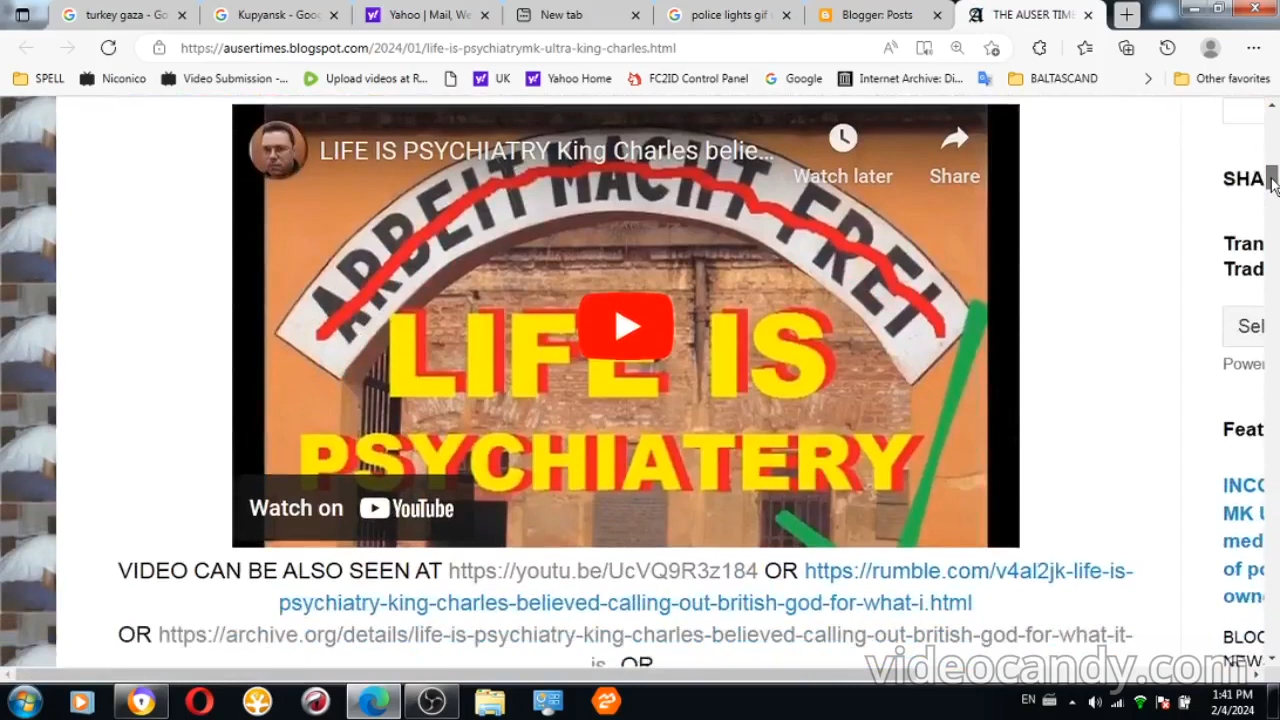 turkey gaza - Go
Kupyansk - Goo
Yahoo | Mail, We
New tab
police lights gif
Blogger: Posts
THE AUSER TIM
https://ausertimes.blogspot.com/2024/01/life-is-psychiatrymk-ultra-king-charles.html
SPELL
Niconico
Video Submission -...
Upload videos at R...
UK
Yahoo Home
FC2ID Control Panel
Google
Internet Archive: Di...
BALTASCAND
Other favorites
LIFE IS PSYCHIATRY King Charles belie...
Watch later
Share
ARBEIT MACHT FREI
LIFE IS
PSYCHIATERY
Watch on YouTube
VIDEO CAN BE ALSO SEEN AT https://youtu.be/UcVQ9R3z184 OR https://rumble.com/v4al2jk-life-is-
psychiatry-king-charles-believed-calling-out-british-god-for-what-i.html
OR https://archive.org/details/life-is-psychiatry-king-charles-believed-calling-out-british-god-for-what-it-
is OR
SHA
Tran
Trad
Sel
Power
Feat
INCO
MK U
med
of po
own
BLOC
NEW
videocandy.com
EN
1:41 PM
2/4/2024